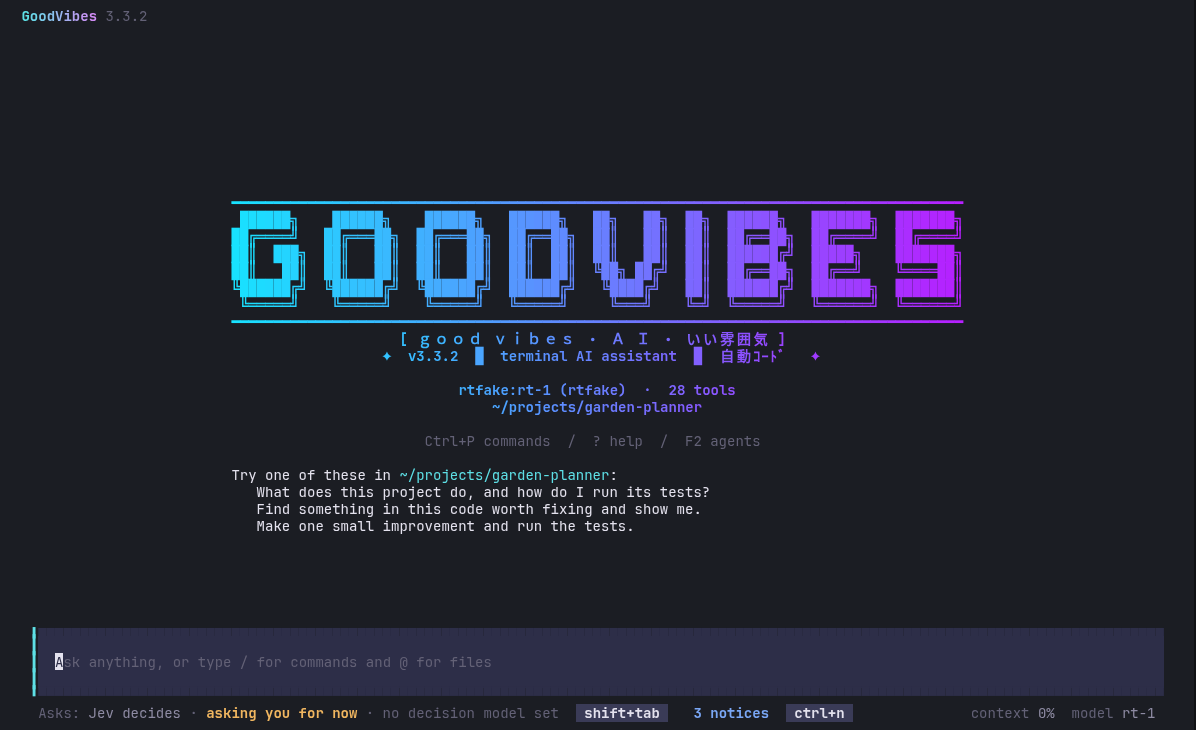 GoodVibes 3.3.2
GOODVIBES
[ ｇｏｏｄ ｖｉｂｅｓ · Ａ Ｉ · いい雰囲気 ]
✦ v3.3.2 █ terminal AI assistant █ 自動ｺｰﾄﾞ ✦
rtfake:rt-1 (rtfake) · 28 tools
~/projects/garden-planner
Ctrl+P commands / ? help / F2 agents
Try one of these in ~/projects/garden-planner:
What does this project do, and how do I run its tests?
Find something in this code worth fixing and show me.
Make one small improvement and run the tests.
Ask anything, or type / for commands and @ for files
Asks: Jev decides · asking you for now · no decision model set shift+tab 3 notices ctrl+n context 0% model rt-1